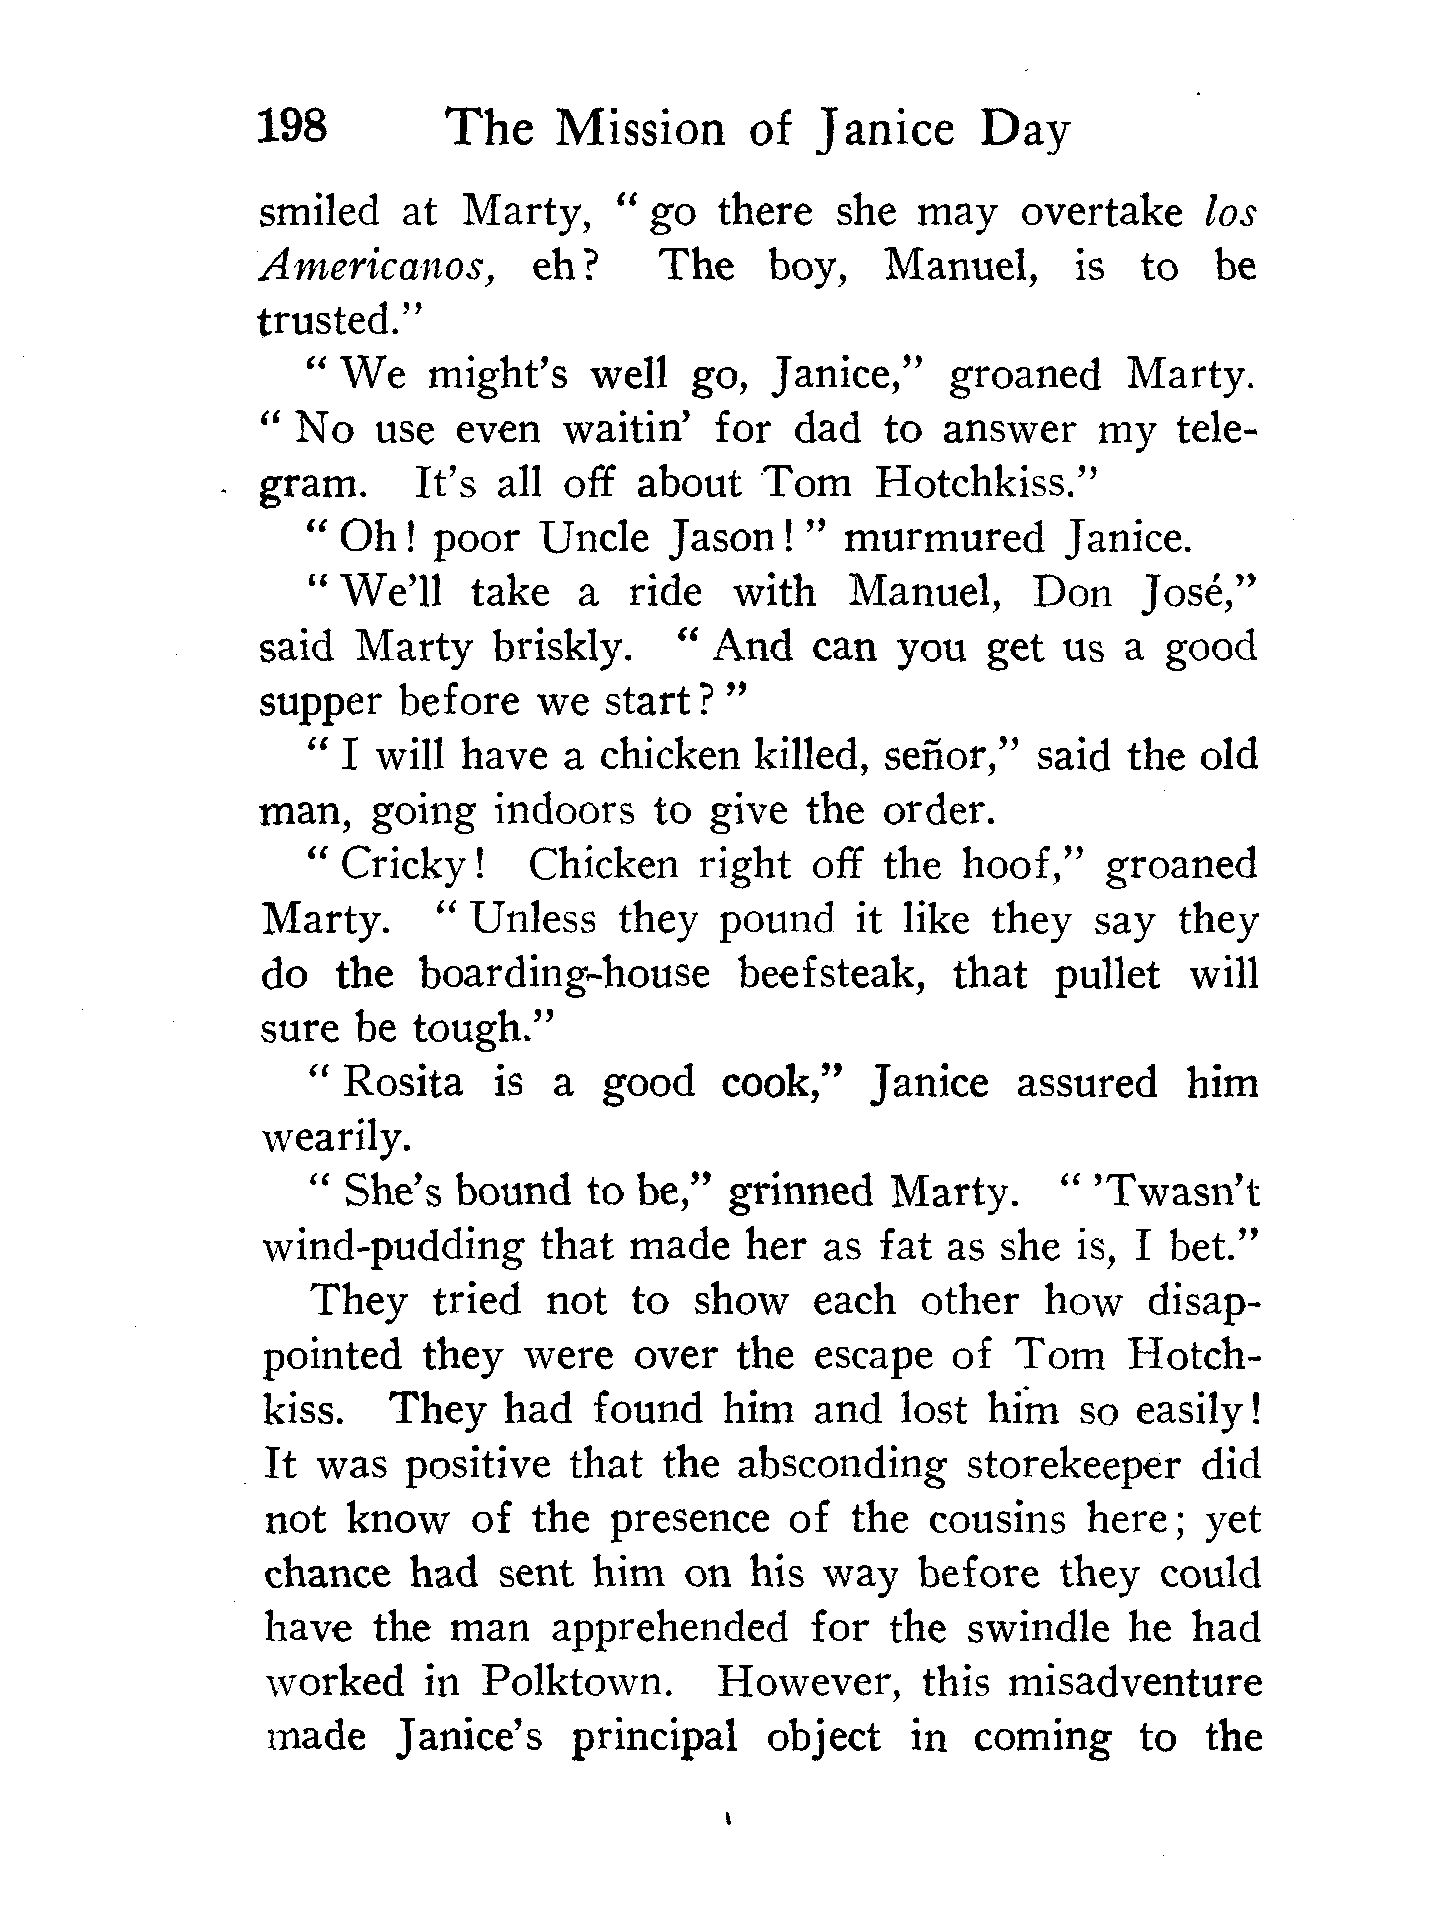 198 The Mission of Janice Day
smiled at Marty, “ go there she may overtake los
Americanos, eh? The boy, Manuel, is to be
trusted.”
“ We might’s well go, Janice,” groaned Marty.
“ No use even waitin’ for dad to answer my tele-
gram. It’s all off about Tom Hotchkiss.”
“ Oh! poor Uncle Jason! ” murmured Janice.
“ We’ll take a ride with Manuel, Don José,”
said Marty briskly. “ And can you get us a good
supper before we start? ”
“ I will have a chicken killed, señor,” said the old
man, going indoors to give the order.
“ Cricky! Chicken right off the hoof,” groaned
Marty. “ Unless they pound it like they say they
do the boarding-house beefsteak, that pullet will
sure be tough.”
“ Rosita is a good cook,” Janice assured him
wearily.
“ She’s bound to be,” grinned Marty. “ ’Twasn’t
wind-pudding that made her as fat as she is, I bet.”
They tried not to show each other how disap-
pointed they were over the escape of Tom Hotch-
kiss. They had found him and lost him so easily!
It was positive that the absconding storekeeper did
not know of the presence of the cousins here; yet
chance had sent him on his way before they could
have the man apprehended for the swindle he had
worked in Polktown. However, this misadventure
made Janice’s principal object in coming to the